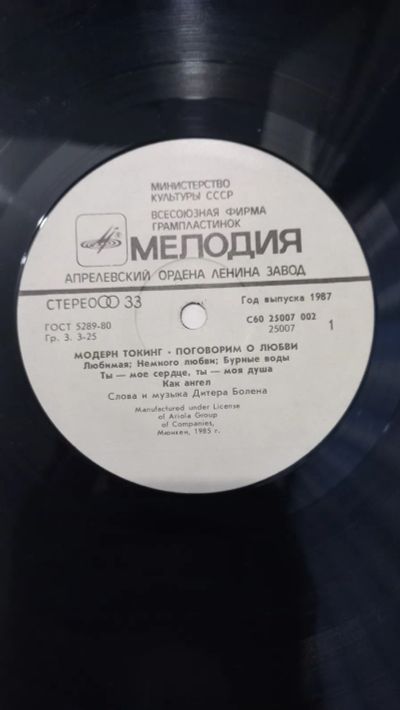 МИНИСТЕРСТВО
КУЛЬТУРЫ СССР
ВСЕСОЮЗНАЯ ФИРМА
ГРАМПЛАСТИНОК
МЕЛОДИЯ
АПРЕЛЕВСКИЙ ОРДЕНА ЛЕНИНА ЗАВОД
СТЕРЕО 33
Год выпуска 1987
ГОСТ 5289-80
Гр. 3. 3-25
С60 25007 002
25007
1
МОДЕРН ТОКИНГ · ПОГОВОРИМ О ЛЮБВИ
Любимая; Немного любви; Бурные воды
Ты — мое сердце, ты — моя душа
Как ангел
Слова и музыка Дитера Болена
Manufactured under License
of Ariola Group
of Companies,
Мюнхен, 1985 г.